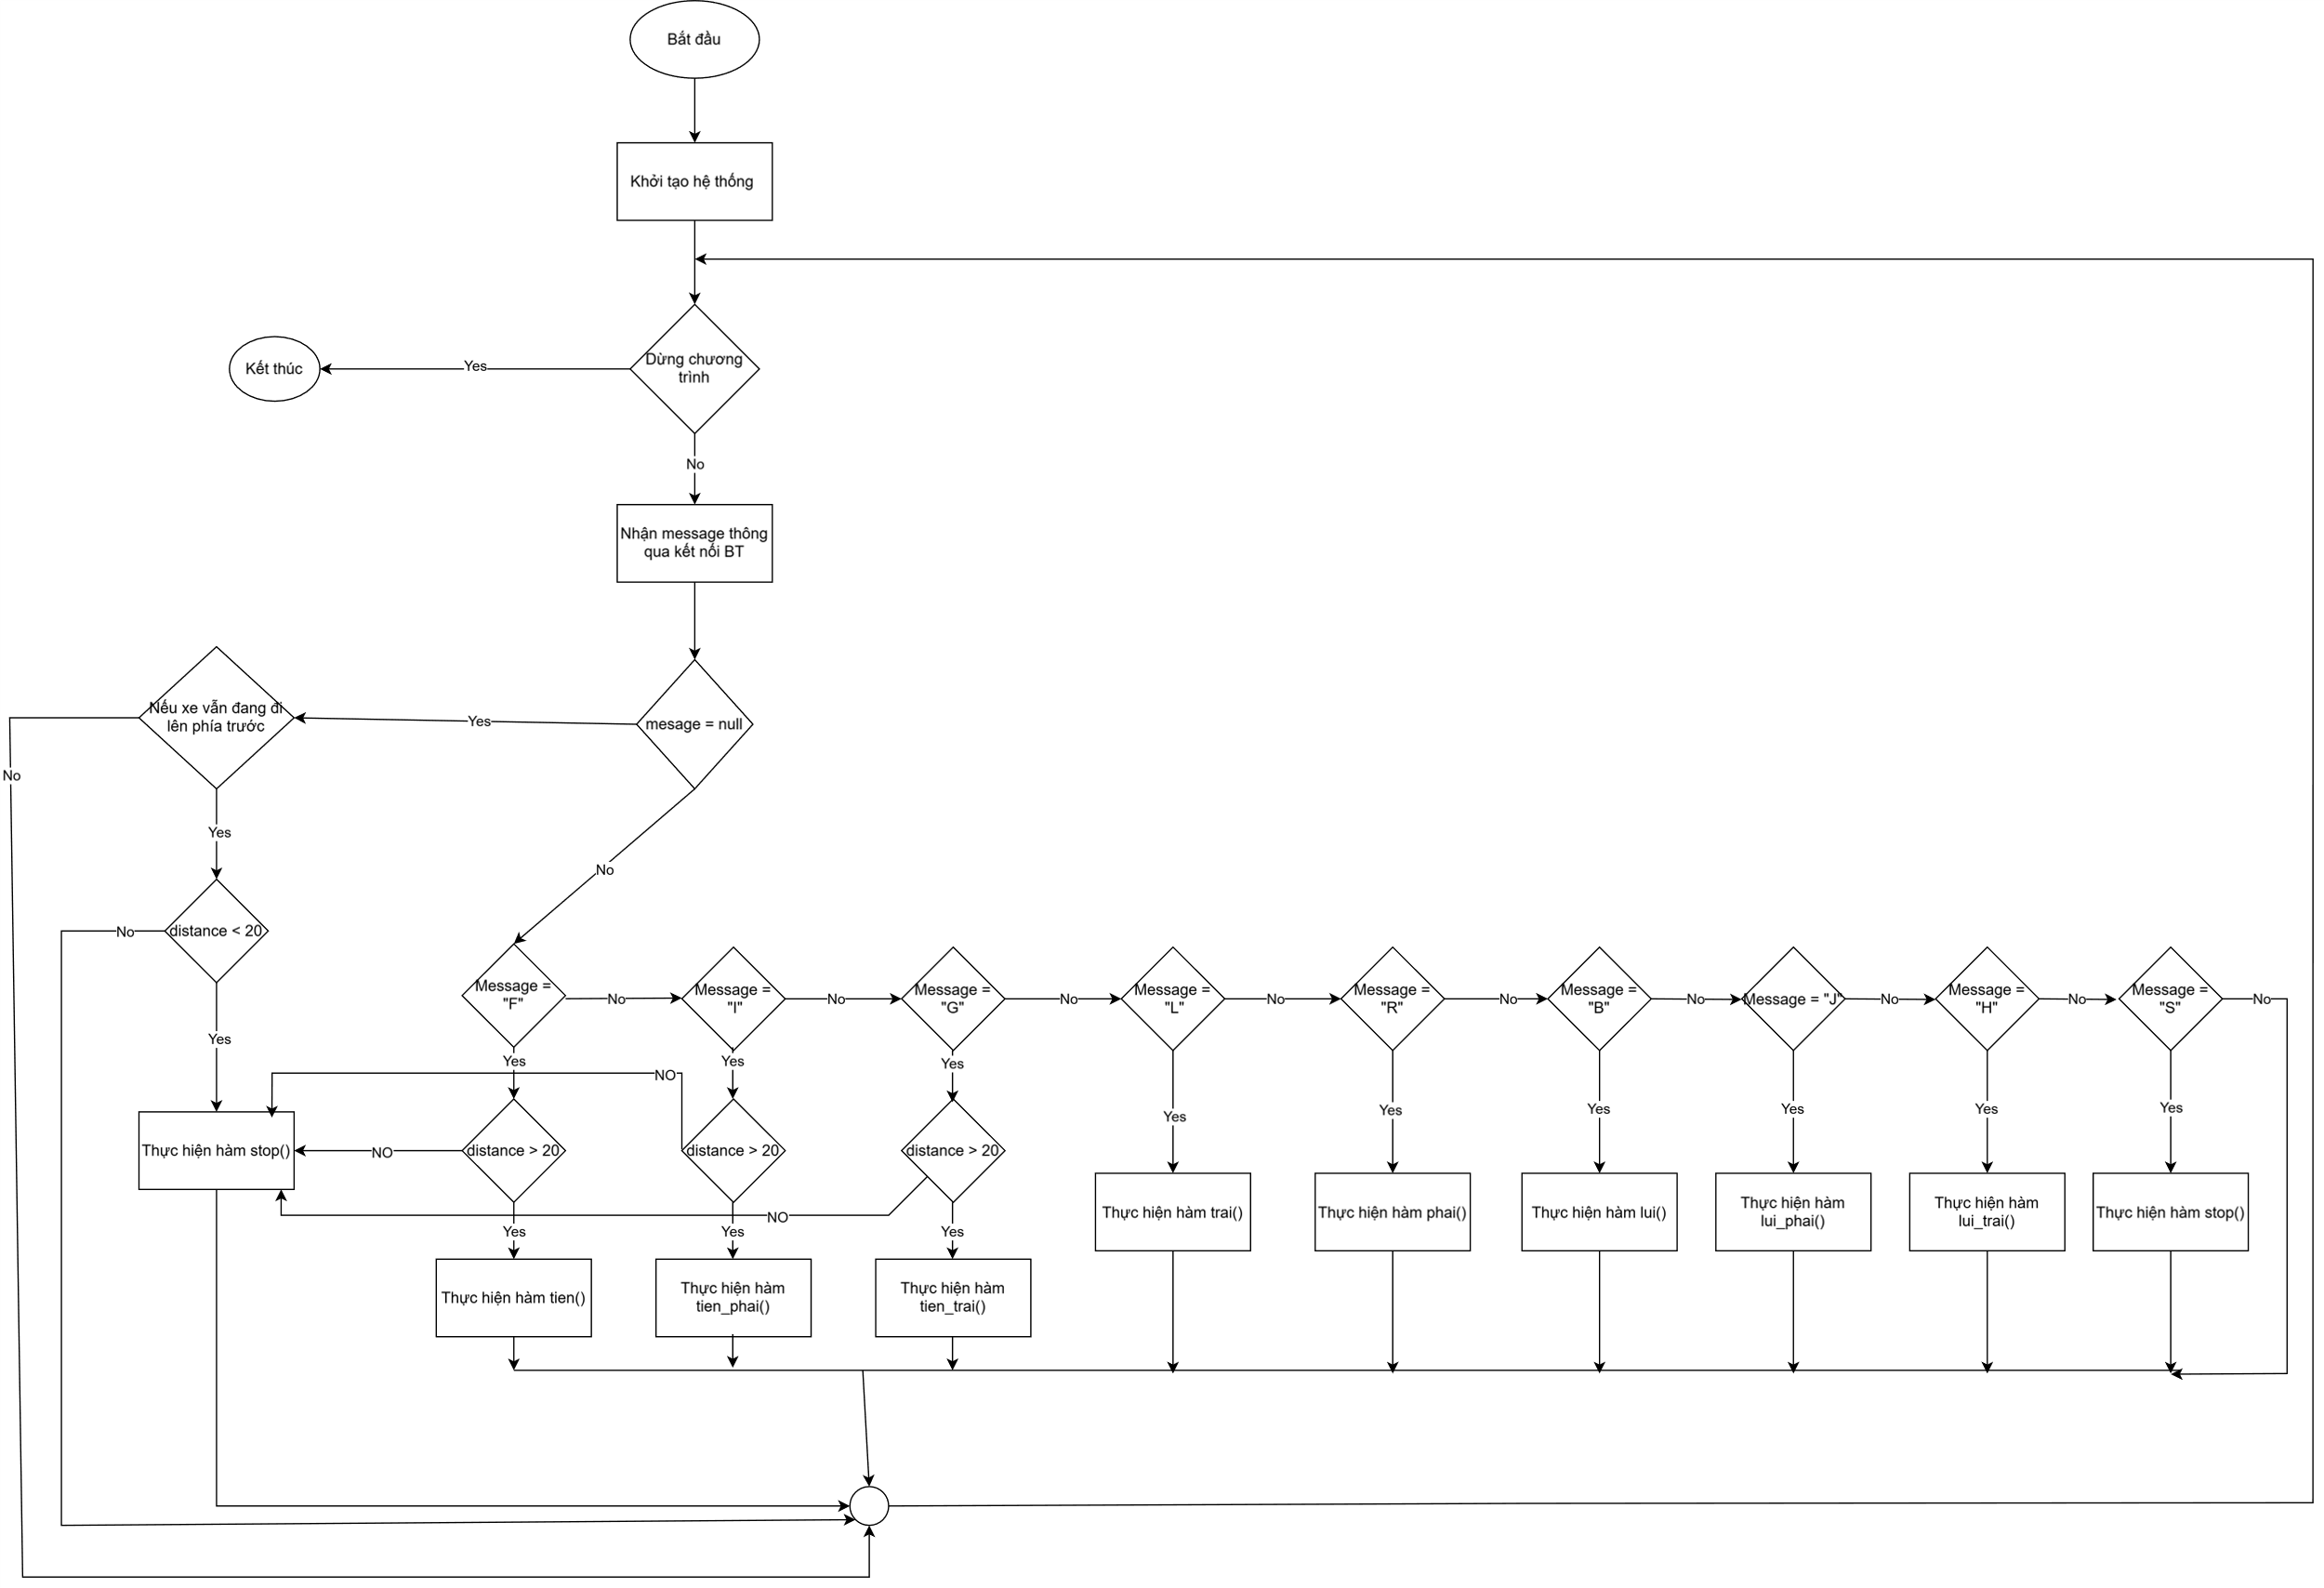 Bắt đầu
Khởi tạo hệ thống
Dừng chương
trình
Yes
Kết thúc
No
Nhận message thông
qua kết nối BT
mesage = null
Yes
Nếu xe vẫn đang đi
lên phía trước
No
Yes
No
distance < 20
No
Yes
Message =
"F"
No
Message =
"I"
No
Message =
"G"
No
Message =
"L"
No
Message =
"R"
No
Message =
"B"
No
Message = "J"
No
Message =
"H"
No
Message =
"S"
No
Yes
Yes
Yes
NO
Yes
Yes
Yes
Yes
Yes
Yes
Thực hiện hàm stop()
NO
distance > 20
distance > 20
distance > 20
NO
Yes
Yes
Yes
Thực hiện hàm trai()
Thực hiện hàm phai()
Thực hiện hàm lui()
Thực hiện hàm
lui_phai()
Thực hiện hàm
lui_trai()
Thực hiện hàm stop()
Thực hiện hàm tien()
Thực hiện hàm
tien_phai()
Thực hiện hàm
tien_trai()